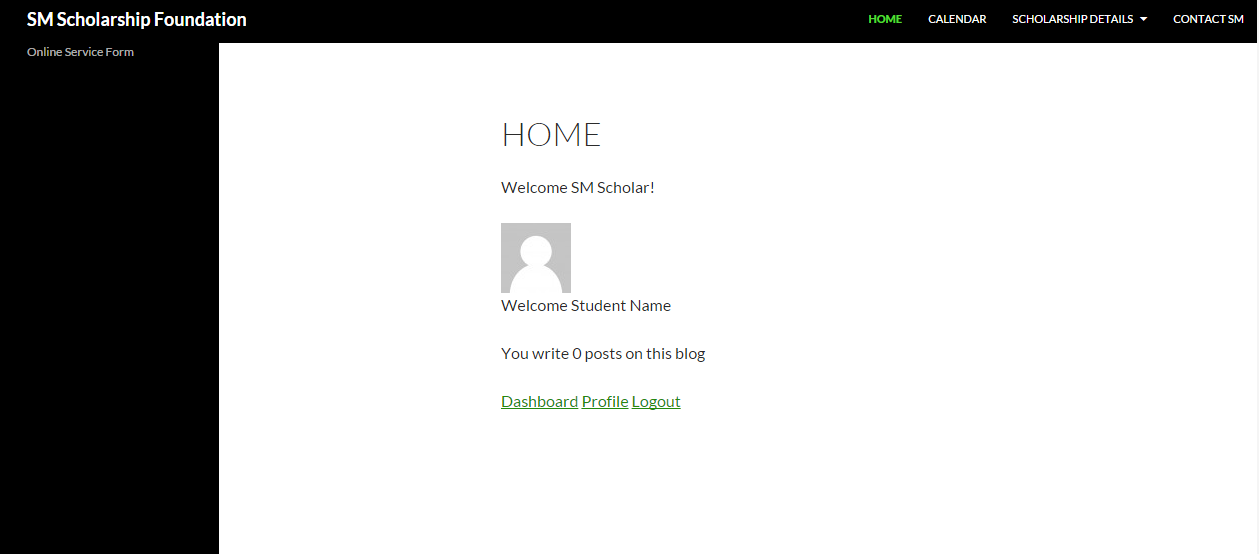 SM Scholarship Foundation
HOME CALENDAR SCHOLARSHIP DETAILS CONTACT SM
Online Service Form
HOME
Welcome SM Scholar!
Welcome Student Name
You write 0 posts on this blog
Dashboard Profile Logout